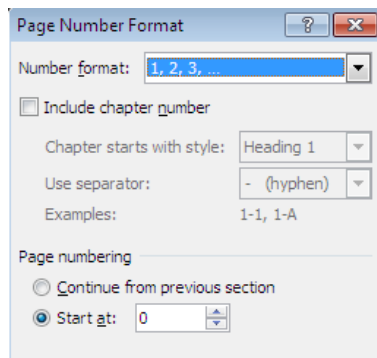 Page Number Format
Number format: 1, 2, 3, ...
Include chapter number
Chapter starts with style: Heading 1
Use separator: - (hyphen)
Examples: 1-1, 1-A
Page numbering
Continue from previous section
Start at: 0